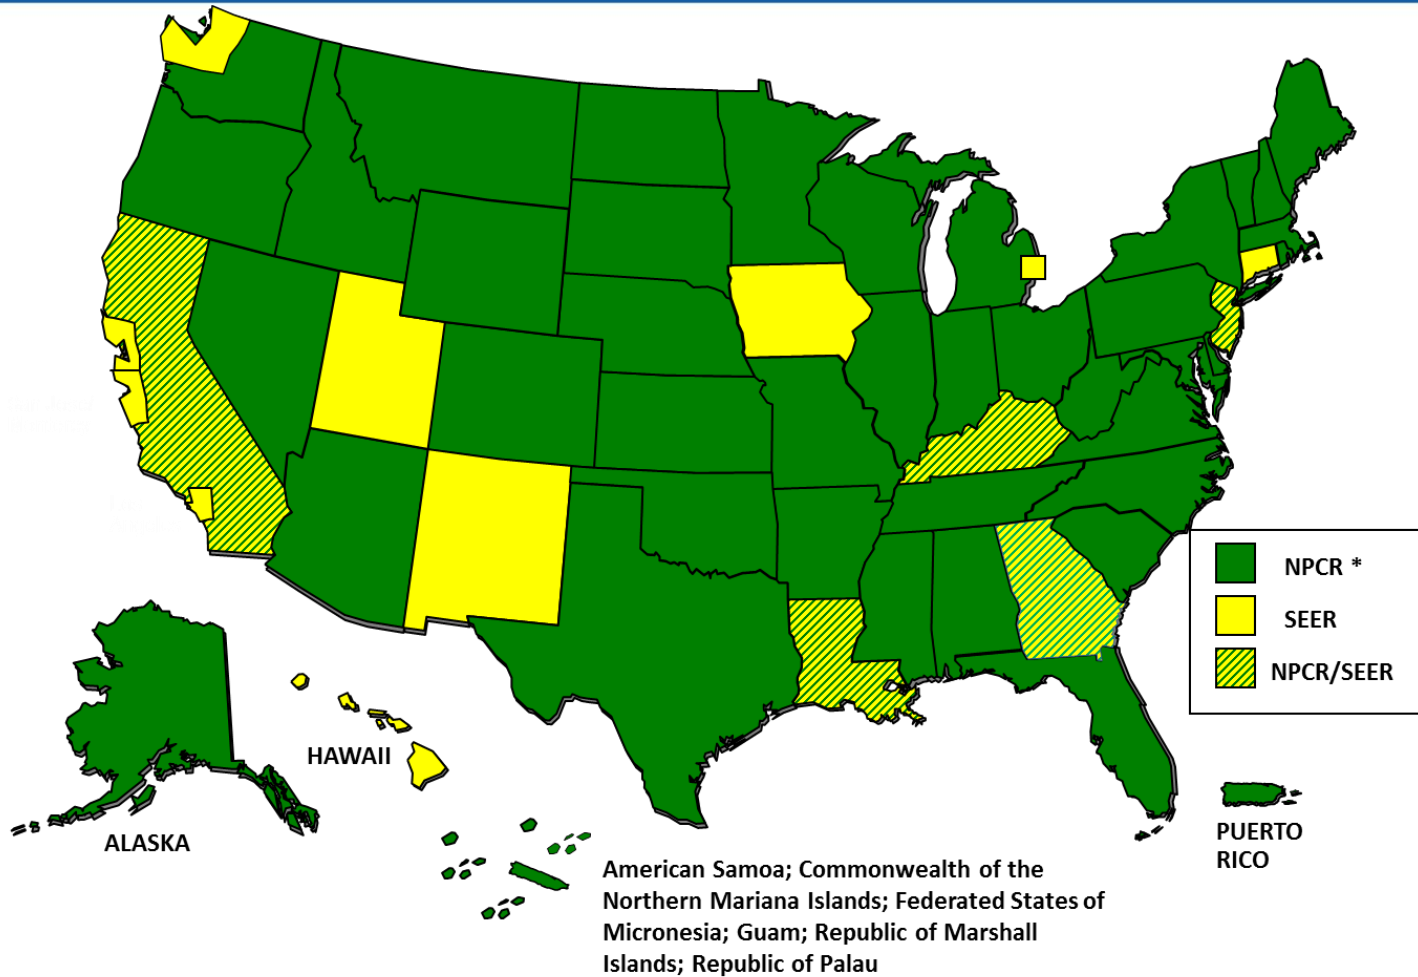 NPCR *
SEER
NPCR/SEER
HAWAII
ALASKA
PUERTO
RICO
American Samoa; Commonwealth of the
Northern Mariana Islands; Federated States of
Micronesia; Guam; Republic of Marshall
Islands; Republic of Palau